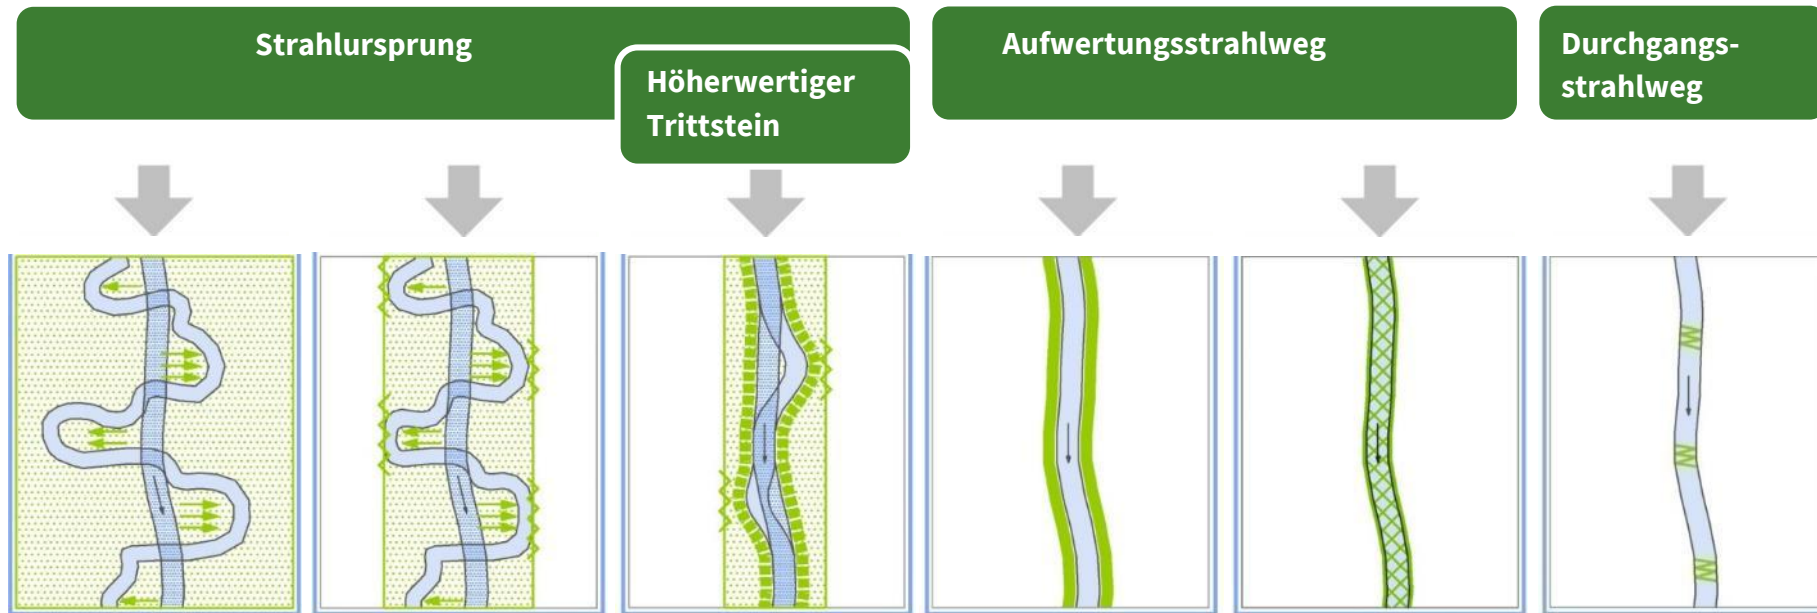 Strahlursprung
Höherwertiger
Trittstein
Aufwertungsstrahlweg
Durchgangs-
strahlweg